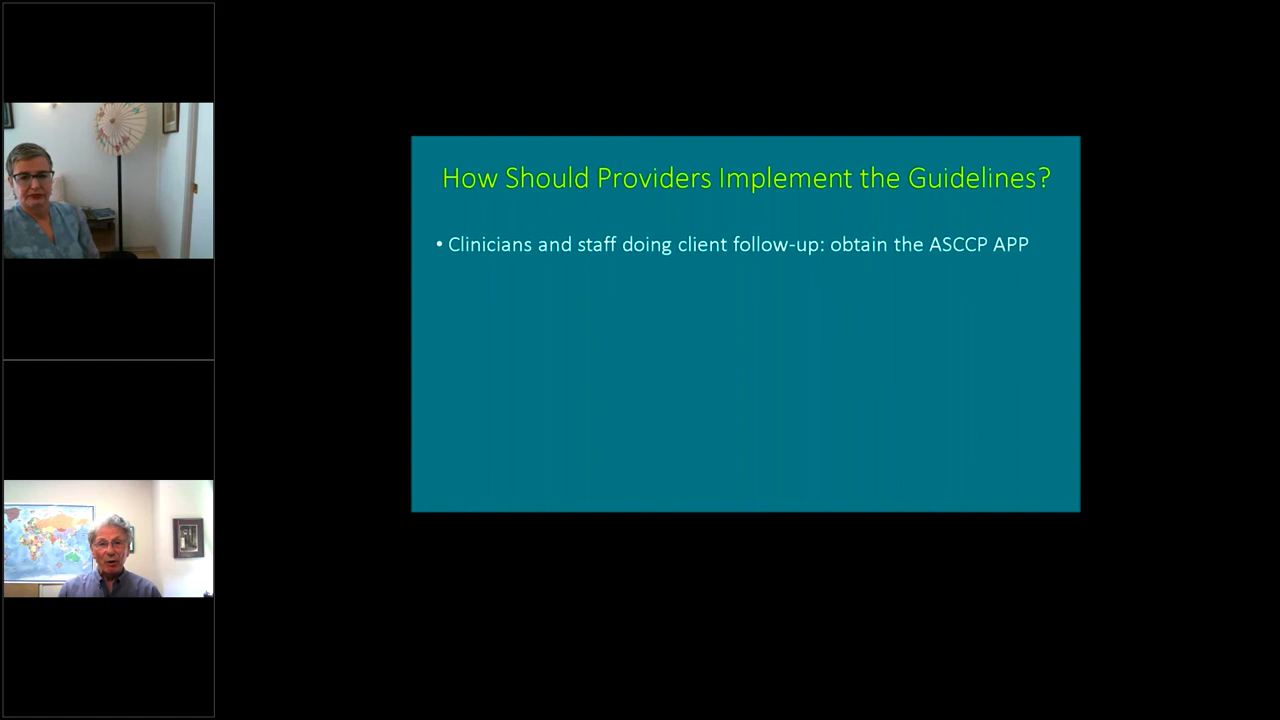 How Should Providers Implement the Guidelines?
• Clinicians and staff doing client follow-up: obtain the ASCCP APP